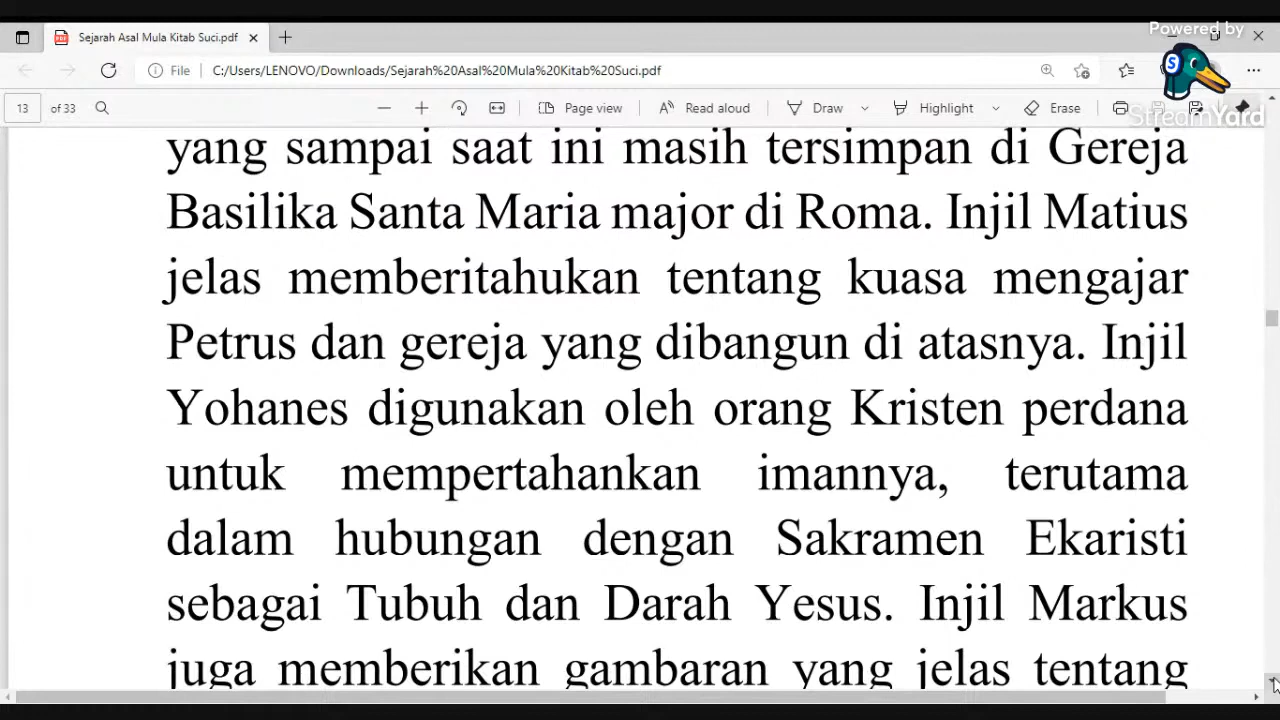 Powered by
Sejarah Asal Mula Kitab Suci.pdf
File C:/Users/LENOVO/Downloads/Sejarah%20Asal%20Mula%20Kitab%20Suci.pdf
13 of 33 Page view Read aloud Draw Highlight Erase
StreamYard
yang sampai saat ini masih tersimpan di Gereja
Basilika Santa Maria major di Roma. Injil Matius
jelas memberitahukan tentang kuasa mengajar
Petrus dan gereja yang dibangun di atasnya. Injil
Yohanes digunakan oleh orang Kristen perdana
untuk mempertahankan imannya, terutama
dalam hubungan dengan Sakramen Ekaristi
sebagai Tubuh dan Darah Yesus. Injil Markus
juga memberikan gambaran yang jelas tentang